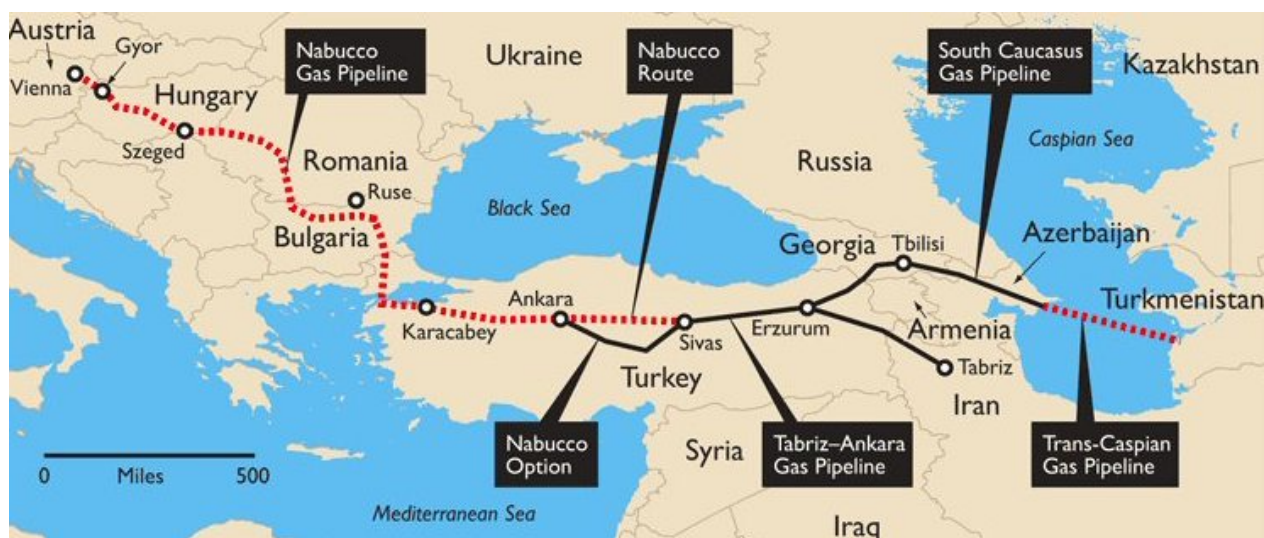 Austria
Gyor
Vienna
Hungary
Szeged
Nabucco
Gas Pipeline
Ukraine
Nabucco
Route
South Caucasus
Gas Pipeline
Kazakhstan
Romania
Ruse
Bulgaria
Black Sea
Russia
Caspian Sea
Georgia
Tbilisi
Azerbaijan
Turkmenistan
Karacabey
Ankara
Sivas
Erzurum
Armenia
Tabriz
Turkey
Iran
Nabucco
Option
Syria
Tabriz–Ankara
Gas Pipeline
Trans-Caspian
Gas Pipeline
0 Miles 500
Mediterranean Sea
Iraq